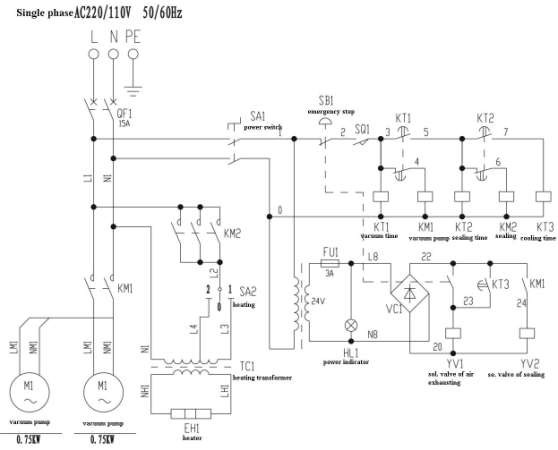 Single phase AC220/110V 50/60Hz
L N PE
QF1
15A
SA1
power switch
1
SB1
emergency stop
2
SQ1
3
KT1
5
4
KT2
7
6
L1
N1
0
KT1
vacuum time
KM1
vacuum pump
KT2
sealing time
KM2
sealing
KT3
cooling time
KM2
L2
FU1
3A
L8
22
KM1
2
0
1
SA2
heating
24V
VC1
KT3
KM1
23
24
L4
L3
N8
HL1
power indicator
20
LM1
NM1
LM1
NM1
N1
TC1
heating transformer
YV1
sol. valve of air
exhausting
YV2
so. valve of sealing
M1
~
M1
~
NH1
LH1
EH1
heater
vacuum pump
vacuum pump
0.75KW
0.75KW